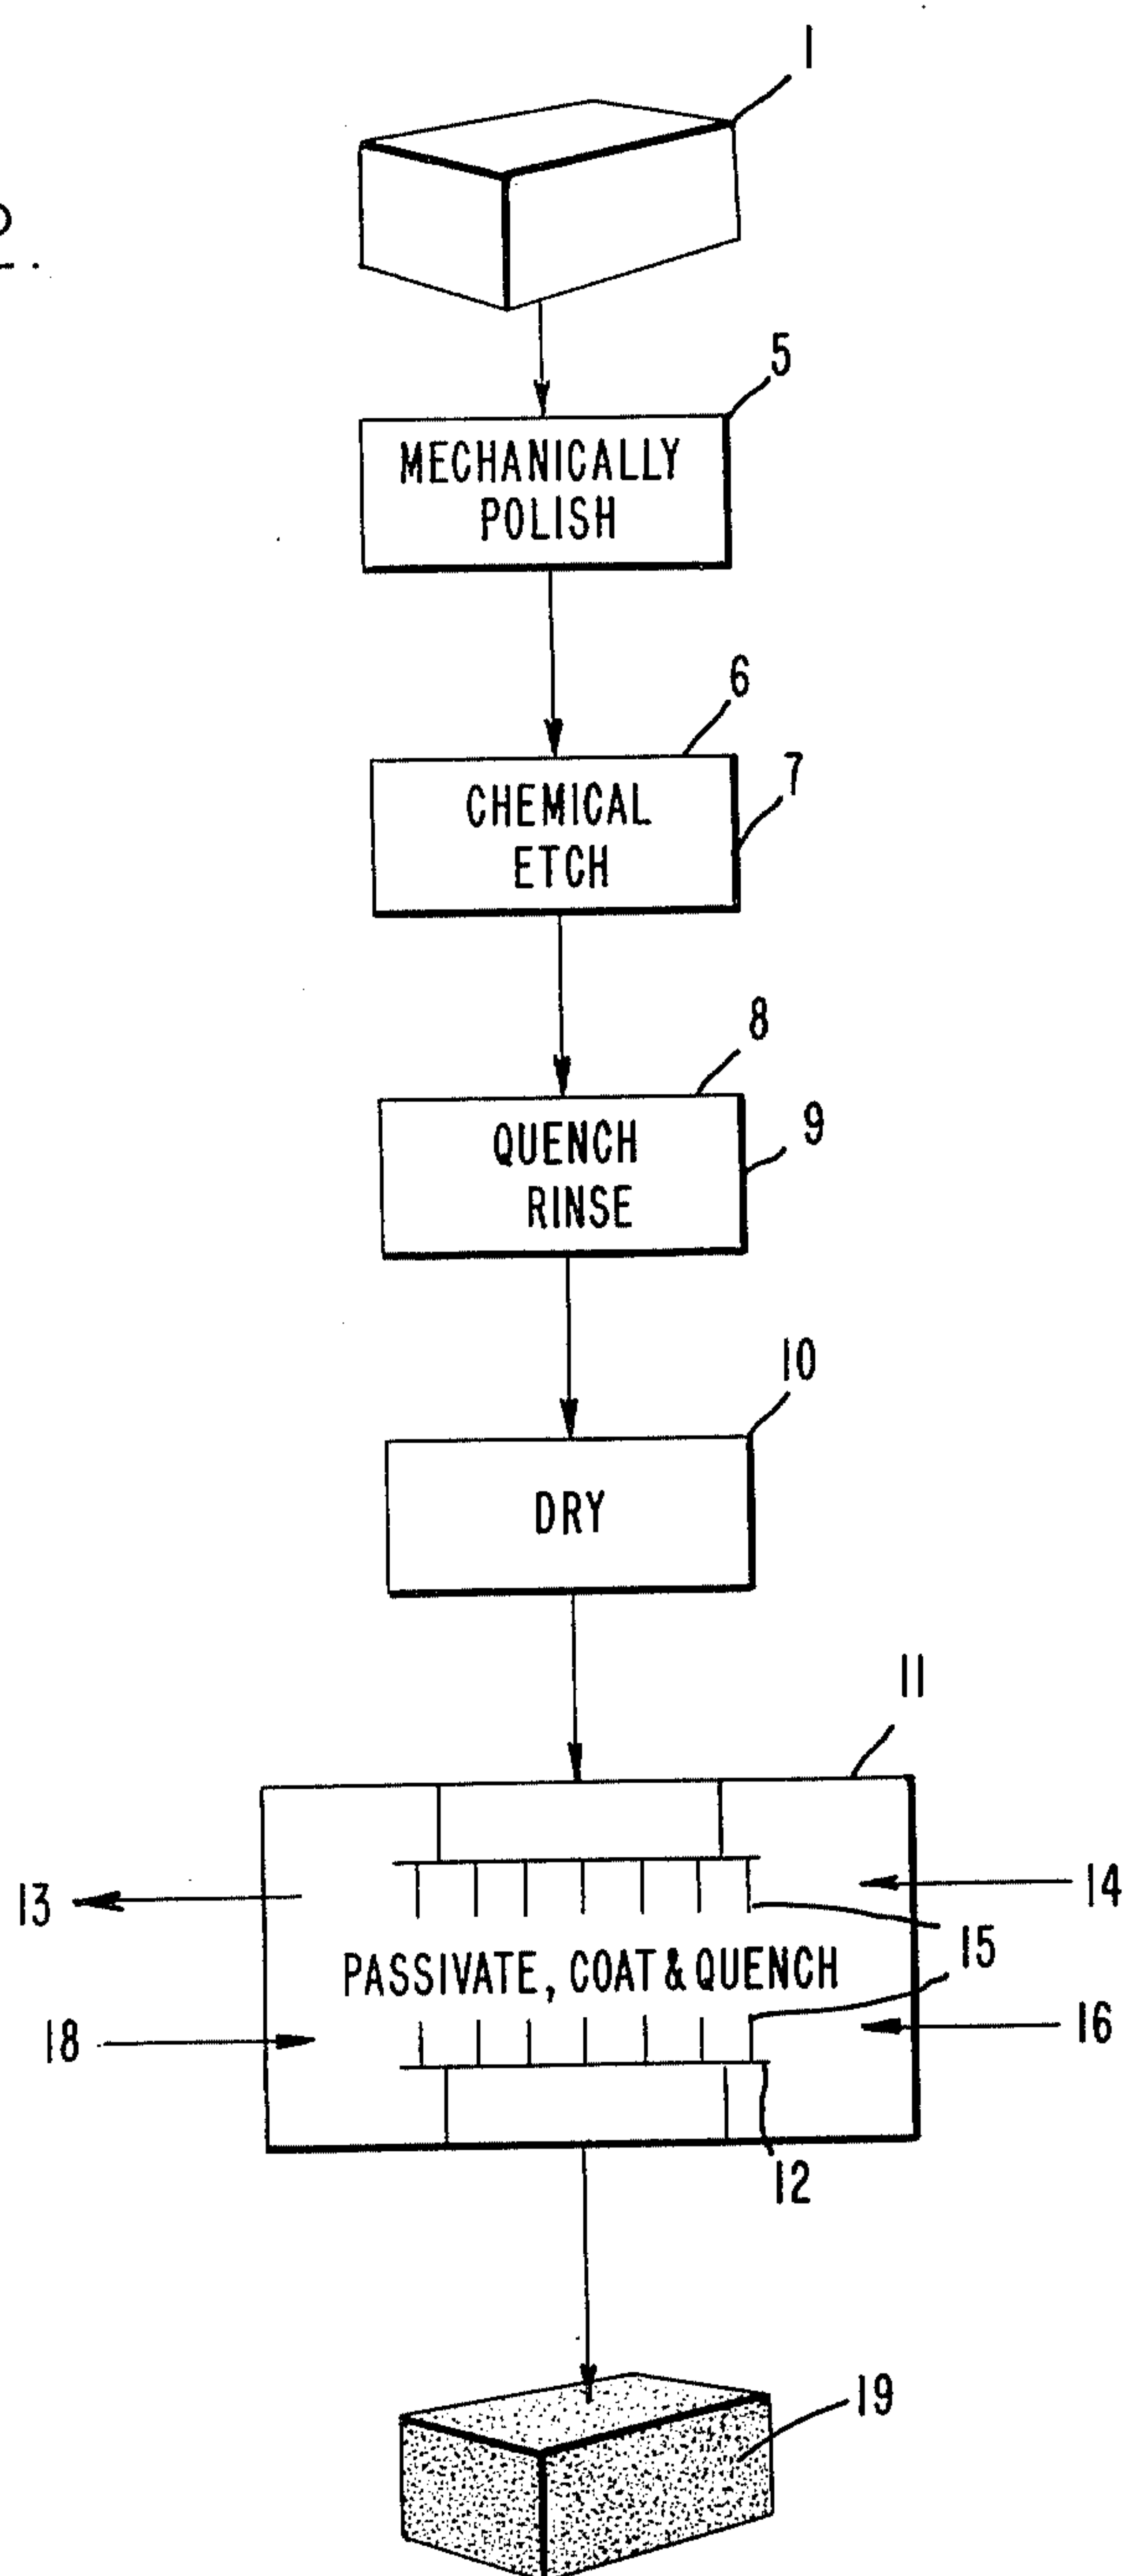 1
5
MECHANICALLY
POLISH
6
7
CHEMICAL
ETCH
8
9
QUENCH
RINSE
10
DRY
11
13
14
15
PASSIVATE, COAT & QUENCH
18
16
12
19